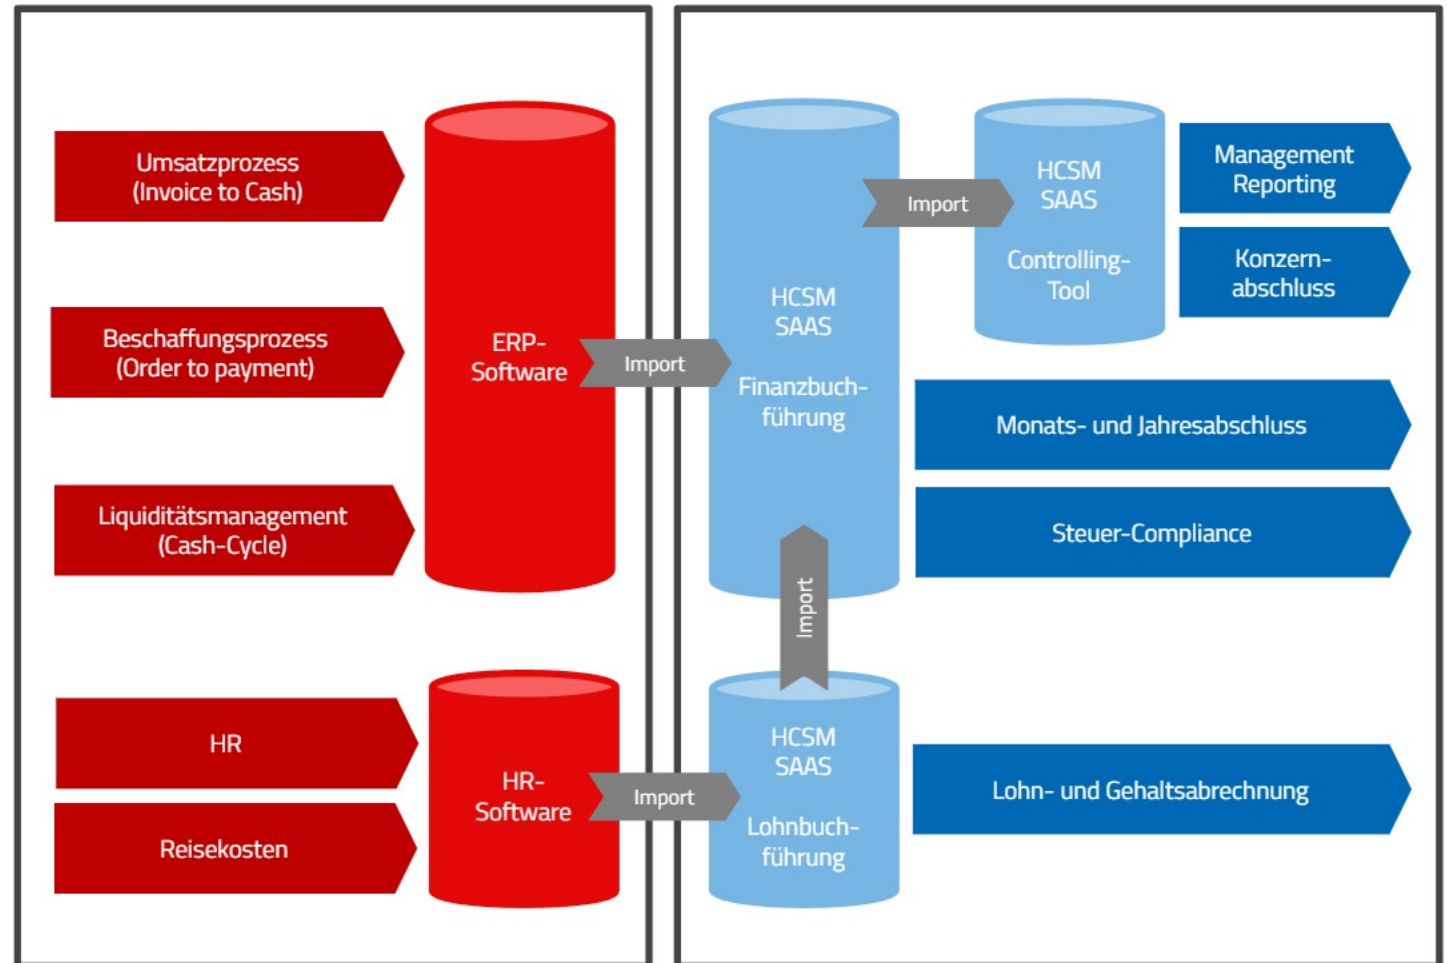 Umsatzprozess
(Invoice to Cash)
Beschaffungsprozess
(Order to payment)
Liquiditätsmanagement
(Cash-Cycle)
ERP-
Software
HR
Reisekosten
HR-
Software
Import
Import
HCSM
SAAS
Finanzbuch-
führung
Import
HCSM
SAAS
Controlling-
Tool
Management
Reporting
Konzern-
abschluss
Monats- und Jahresabschluss
Steuer-Compliance
Import
HCSM
SAAS
Lohnbuch-
führung
Lohn- und Gehaltsabrechnung